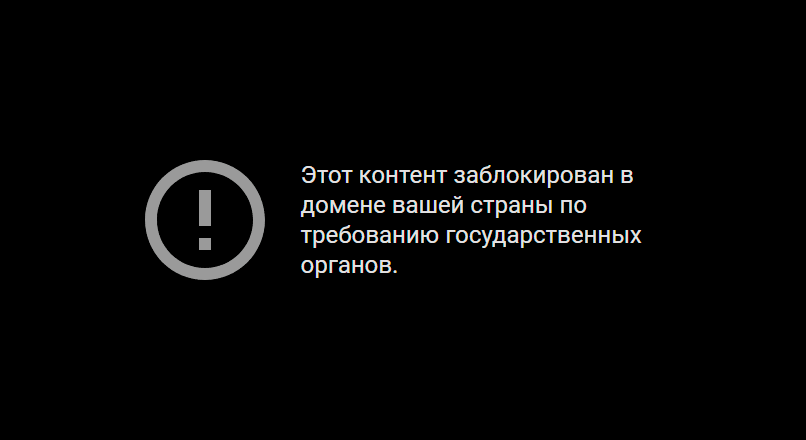 Этот контент заблокирован в
домене вашей страны по
требованию государственных
органов.